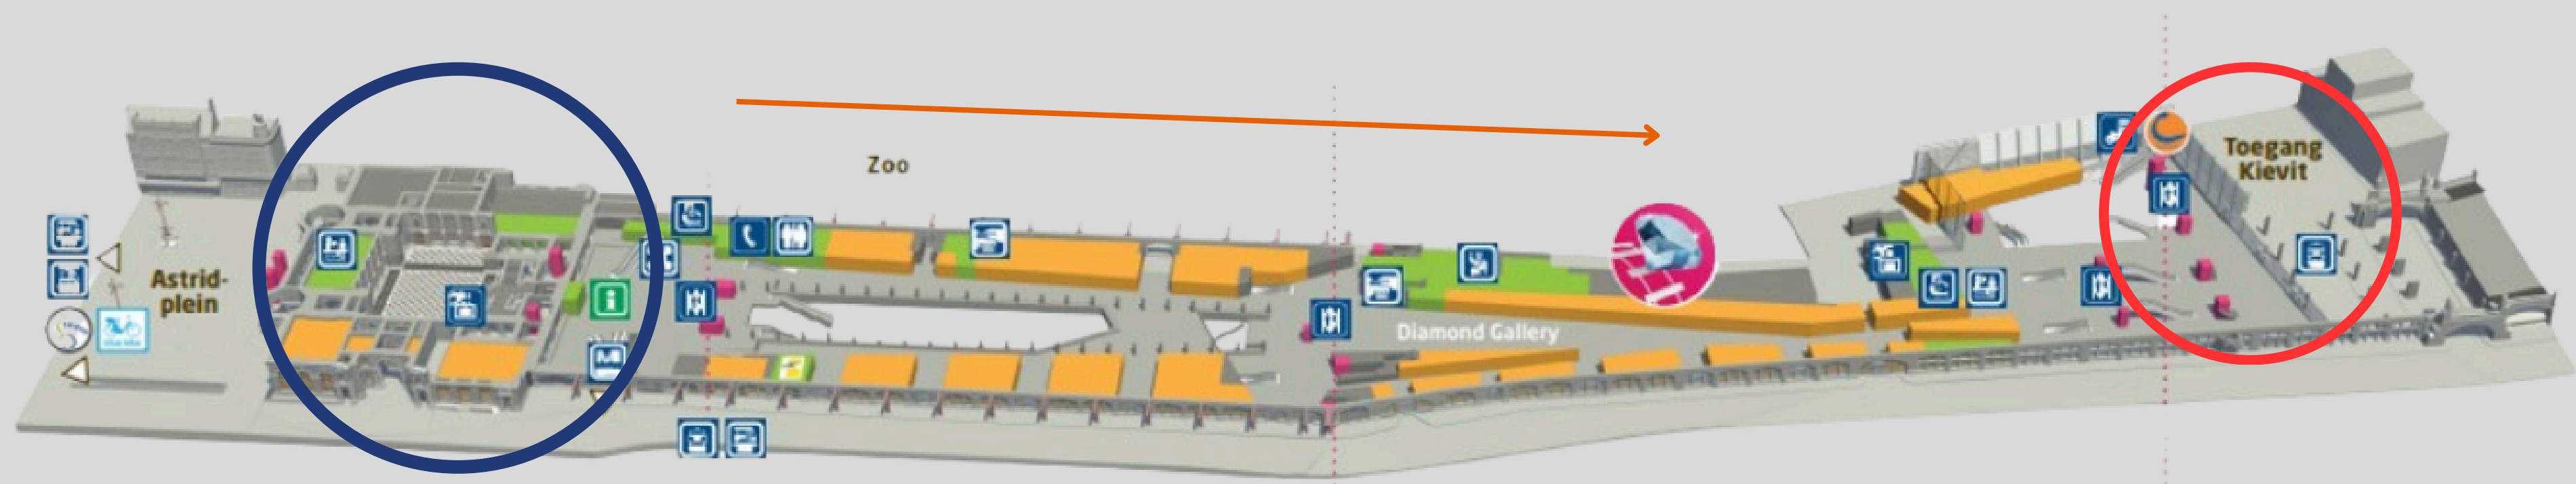 Astrid-
plein
Zoo
Diamond Gallery
Toegang
Kievit